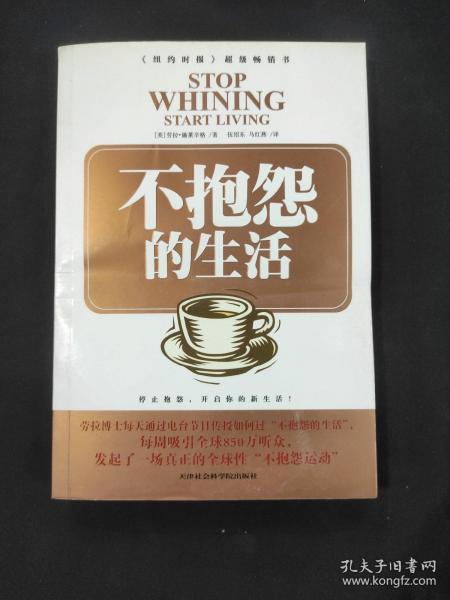 《纽约时报》超级畅销书
STOP
WHINING
START LIVING
[美]劳拉·施莱辛格 / 著 伍绍东 马红燕 / 译
不抱怨
的生活
停止抱怨，开启你的新生活！
劳拉博士每天通过电台节目传授如何过“不抱怨的生活”，
每周吸引全球850万听众，
发起了一场真正的全球性“不抱怨运动”
天津社会科学院出版社
孔夫子旧书网
www.kongfz.com